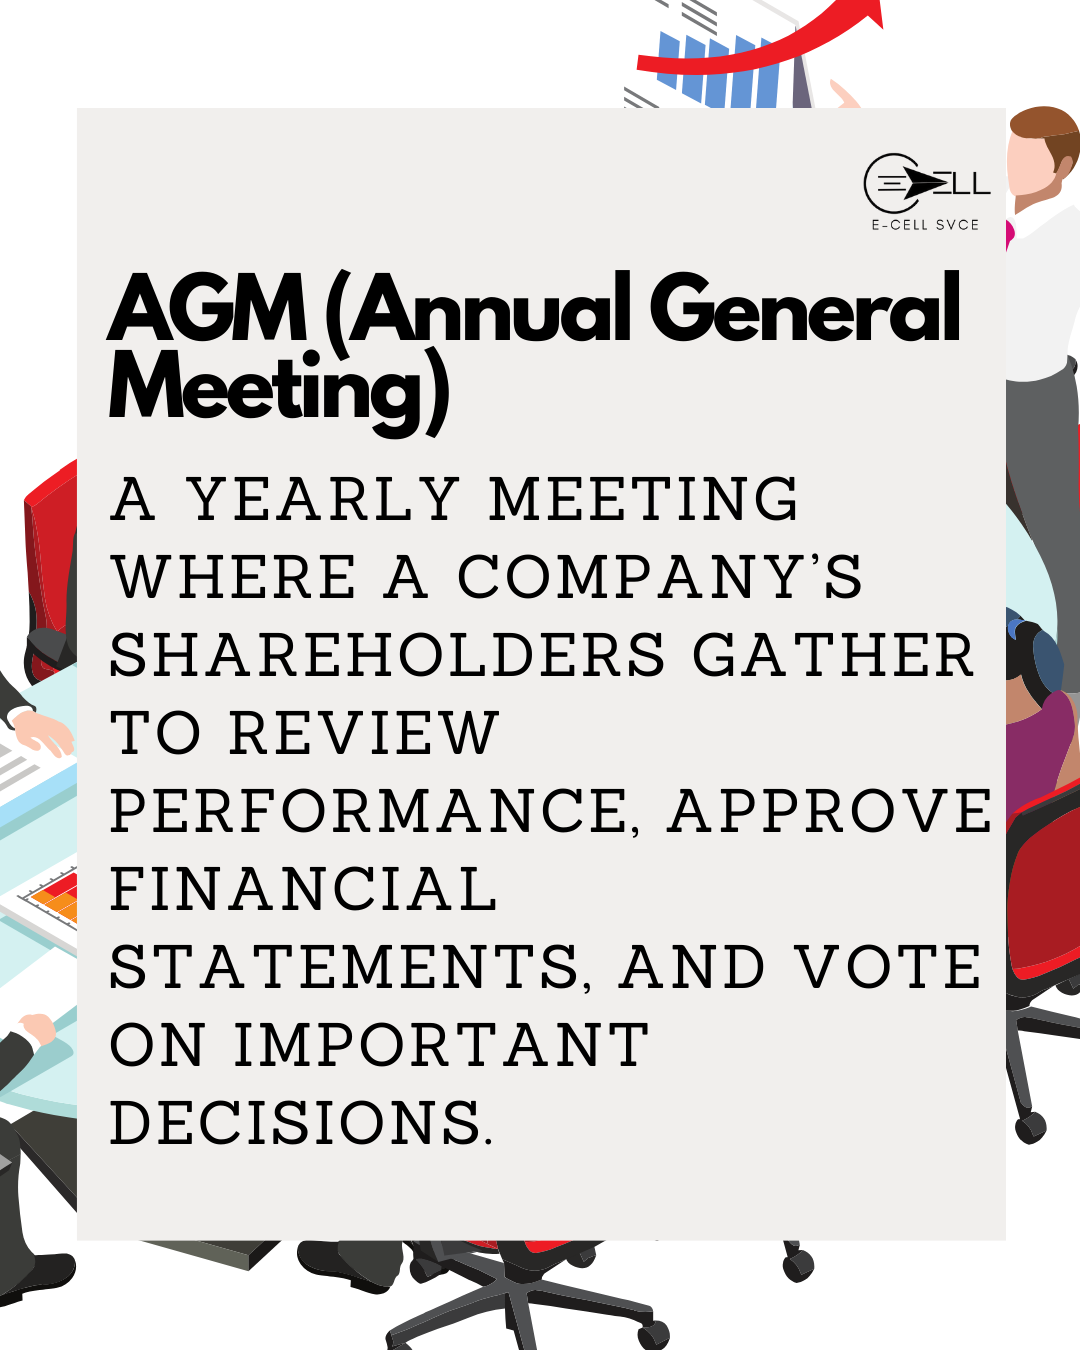 ELL
E-CELL SVCE
AGM (Annual General
Meeting)
A YEARLY MEETING
WHERE A COMPANY’S
SHAREHOLDERS GATHER
TO REVIEW
PERFORMANCE, APPROVE
FINANCIAL
STATEMENTS, AND VOTE
ON IMPORTANT
DECISIONS.